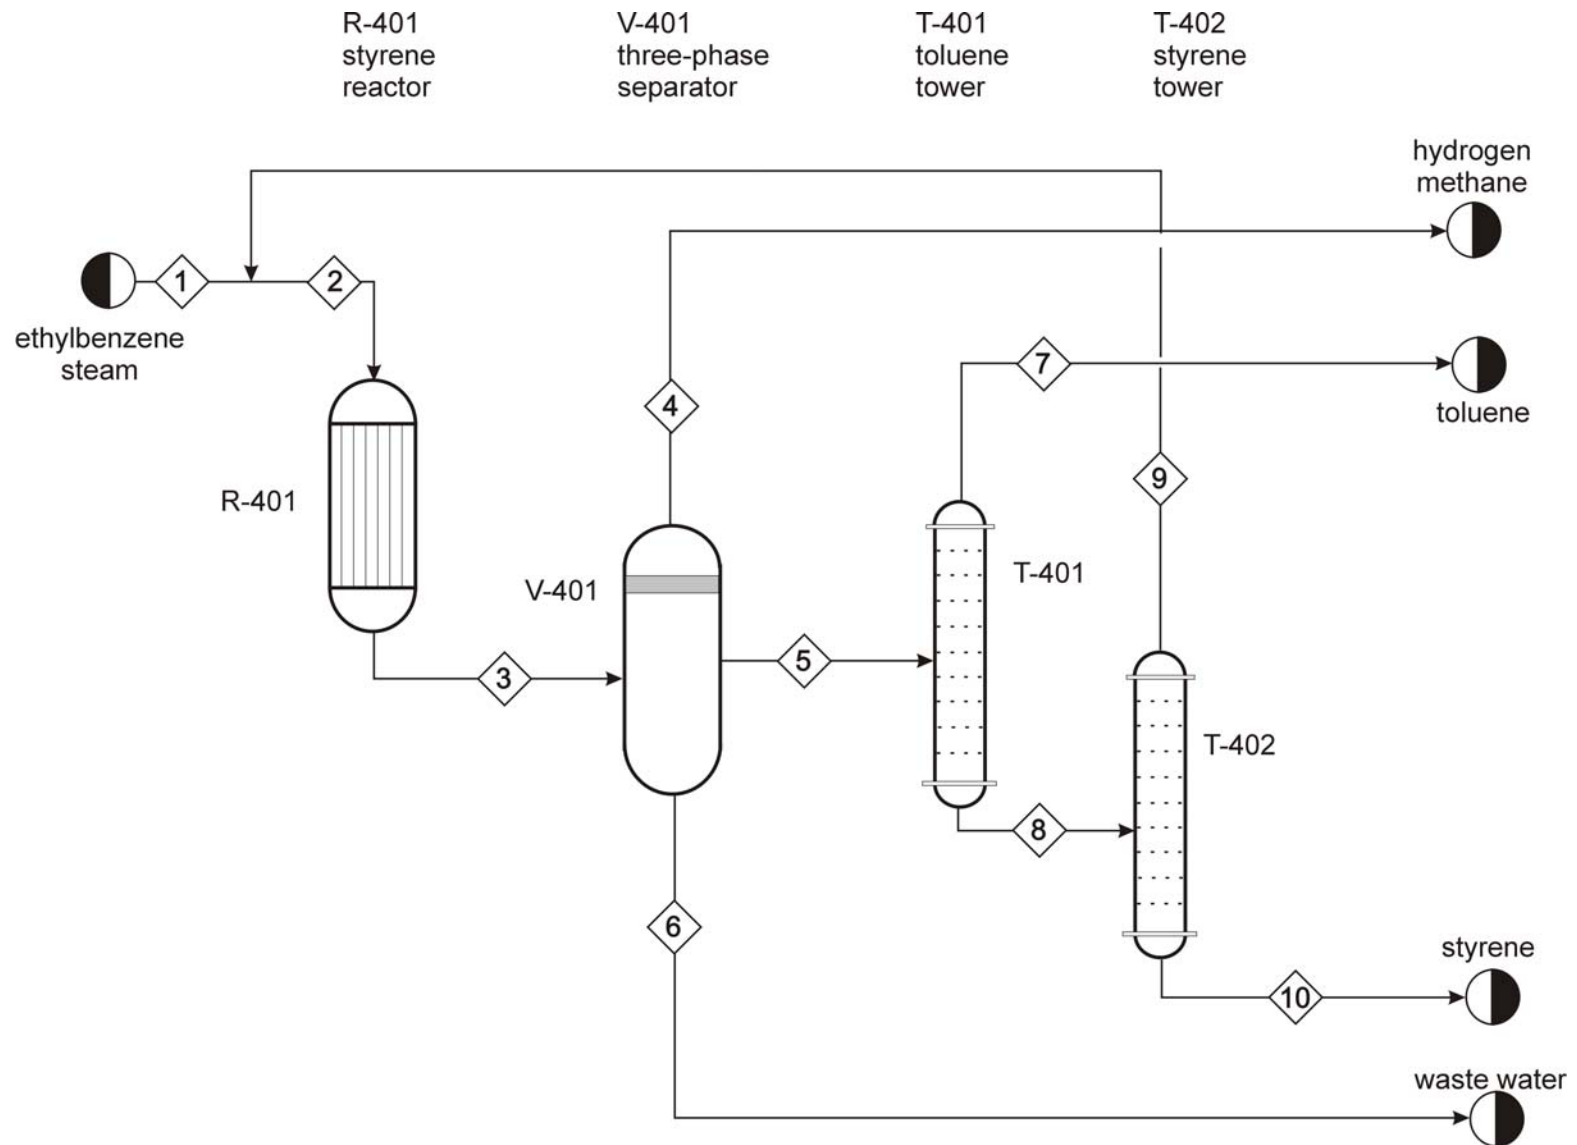 R-401
styrene
reactor
V-401
three-phase
separator
T-401
toluene
tower
T-402
styrene
tower
hydrogen
methane
1
2
ethylbenzene
steam
4
7
toluene
9
R-401
V-401
T-401
3
5
T-402
8
6
styrene
10
waste water